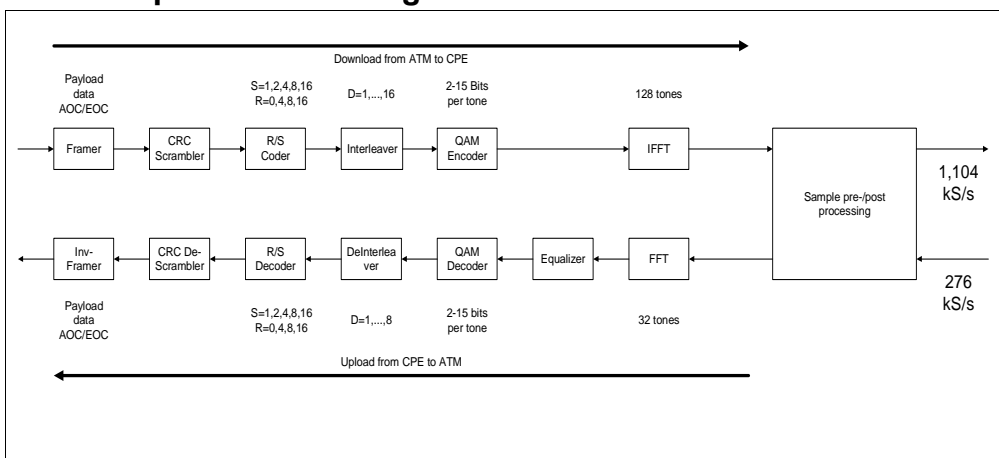 Download from ATM to CPE
Payload
data
AOC/EOC
S=1,2,4,8,16
R=0,4,8,16
D=1,...,16
2-15 Bits
per tone
128 tones
Framer
CRC
Scrambler
R/S
Coder
Interleaver
QAM
Encoder
IFFT
Sample pre-/post
processing
1,104
kS/s
Inv-
Framer
CRC De-
Scrambler
R/S
Decoder
DeInterlea
ver
QAM
Decoder
Equalizer
FFT
276
kS/s
Payload
data
AOC/EOC
S=1,2,4,8,16
R=0,4,8,16
D=1,...,8
2-15 bits
per tone
32 tones
Upload from CPE to ATM